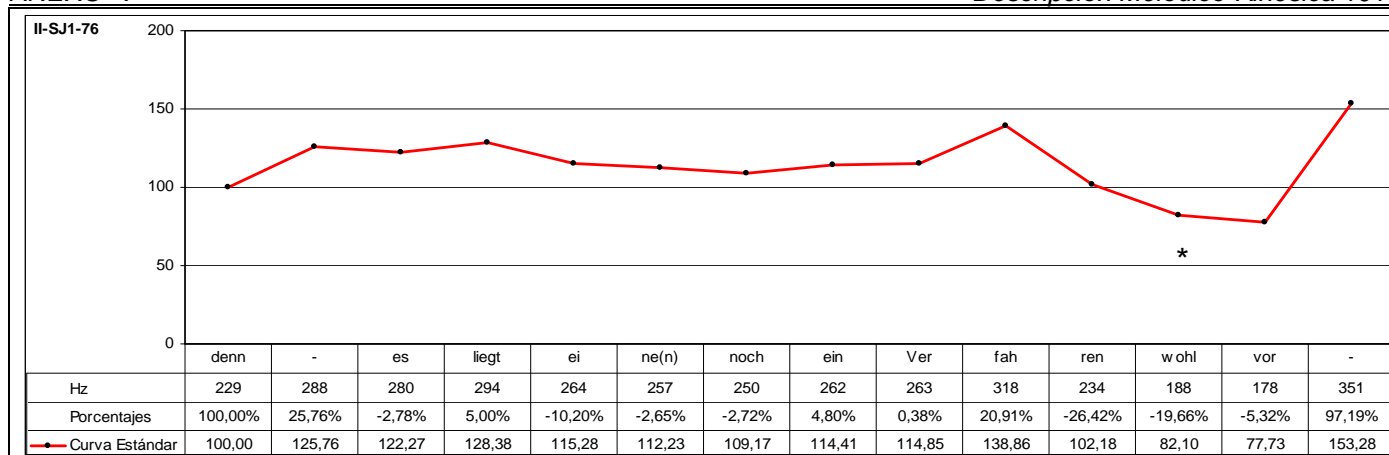 II-SJ1-76
200
150
100
50
0
*
denn - es liegt ei ne(n) noch ein Ver fah ren wohl vor -
Hz 229 288 280 294 264 257 250 262 263 318 234 188 178 351
Porcentajes 100,00% 25,76% -2,78% 5,00% -10,20% -2,65% -2,72% 4,80% 0,38% 20,91% -26,42% -19,66% -5,32% 97,19%
Curva Estándar 100,00 125,76 122,27 128,38 115,28 112,23 109,17 114,41 114,85 138,86 102,18 82,10 77,73 153,28